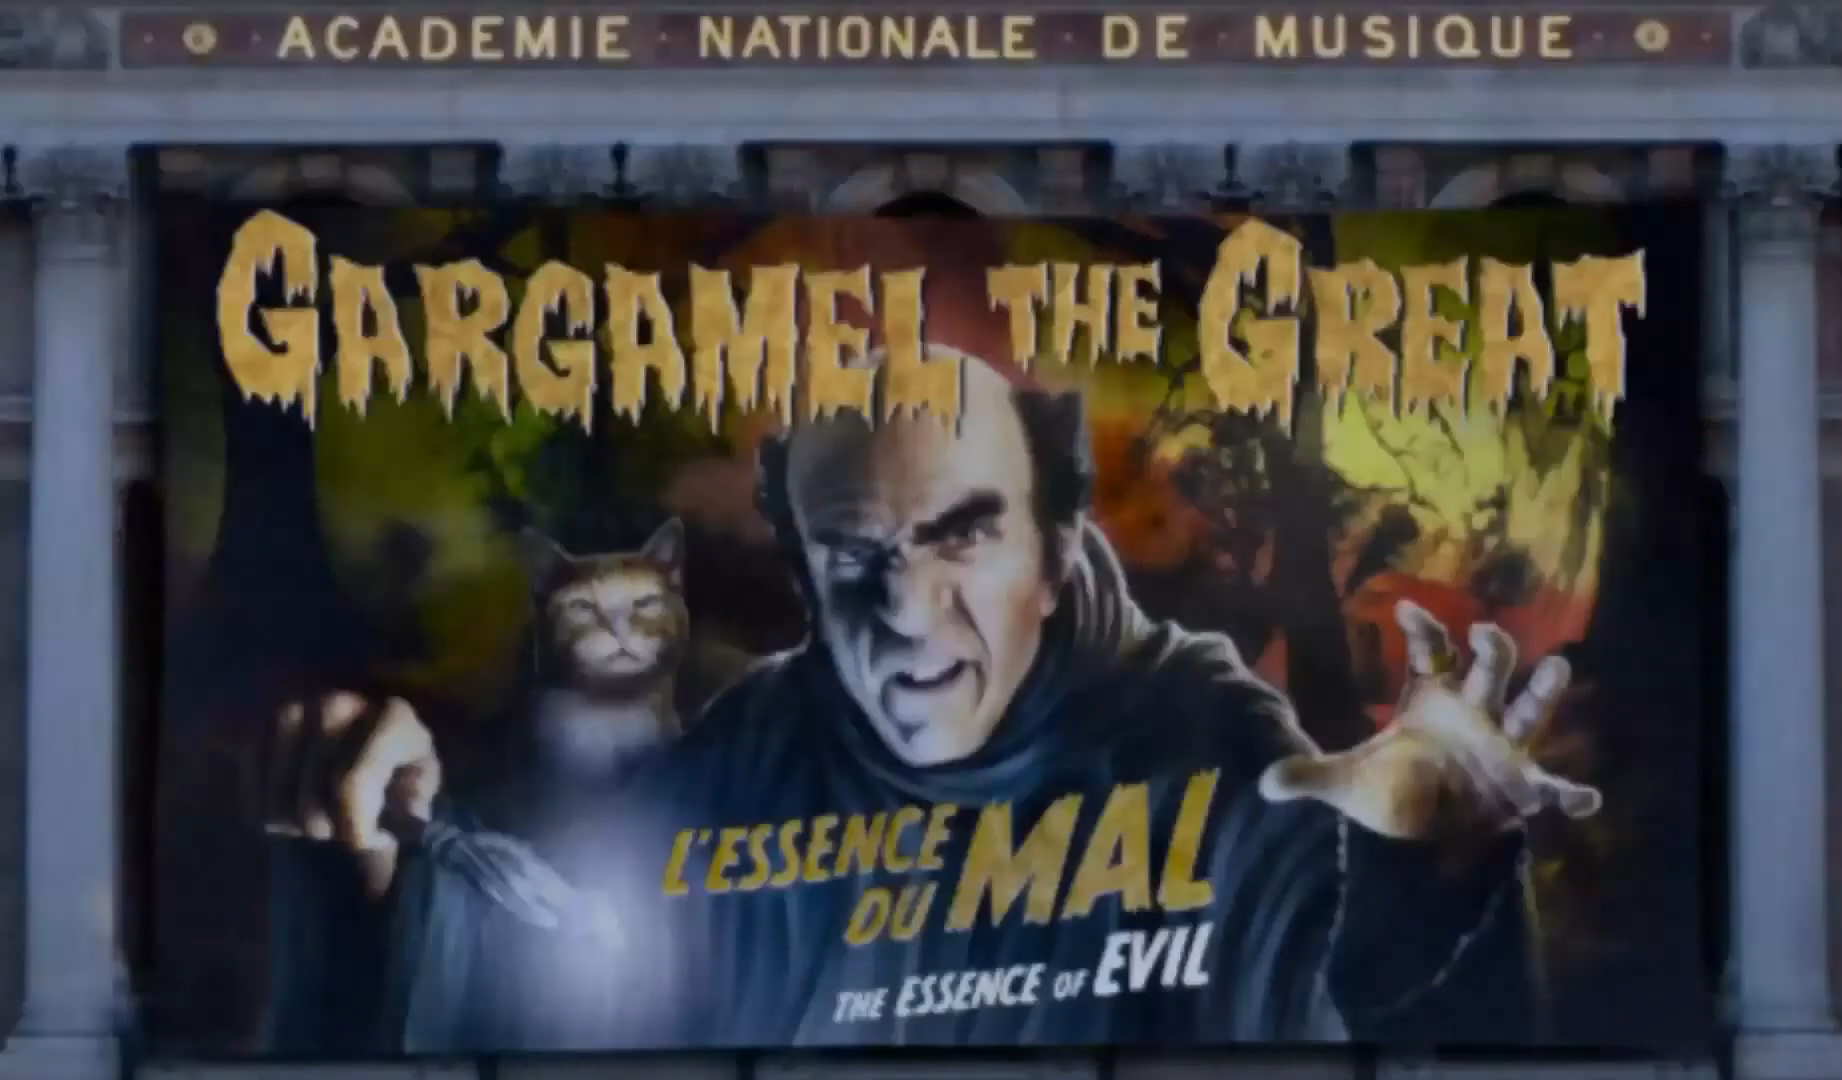 ACADEMIE NATIONALE DE MUSIQUE
GARGAMEL THE GREAT
L'ESSENCE
DU MAL
THE ESSENCE OF EVIL